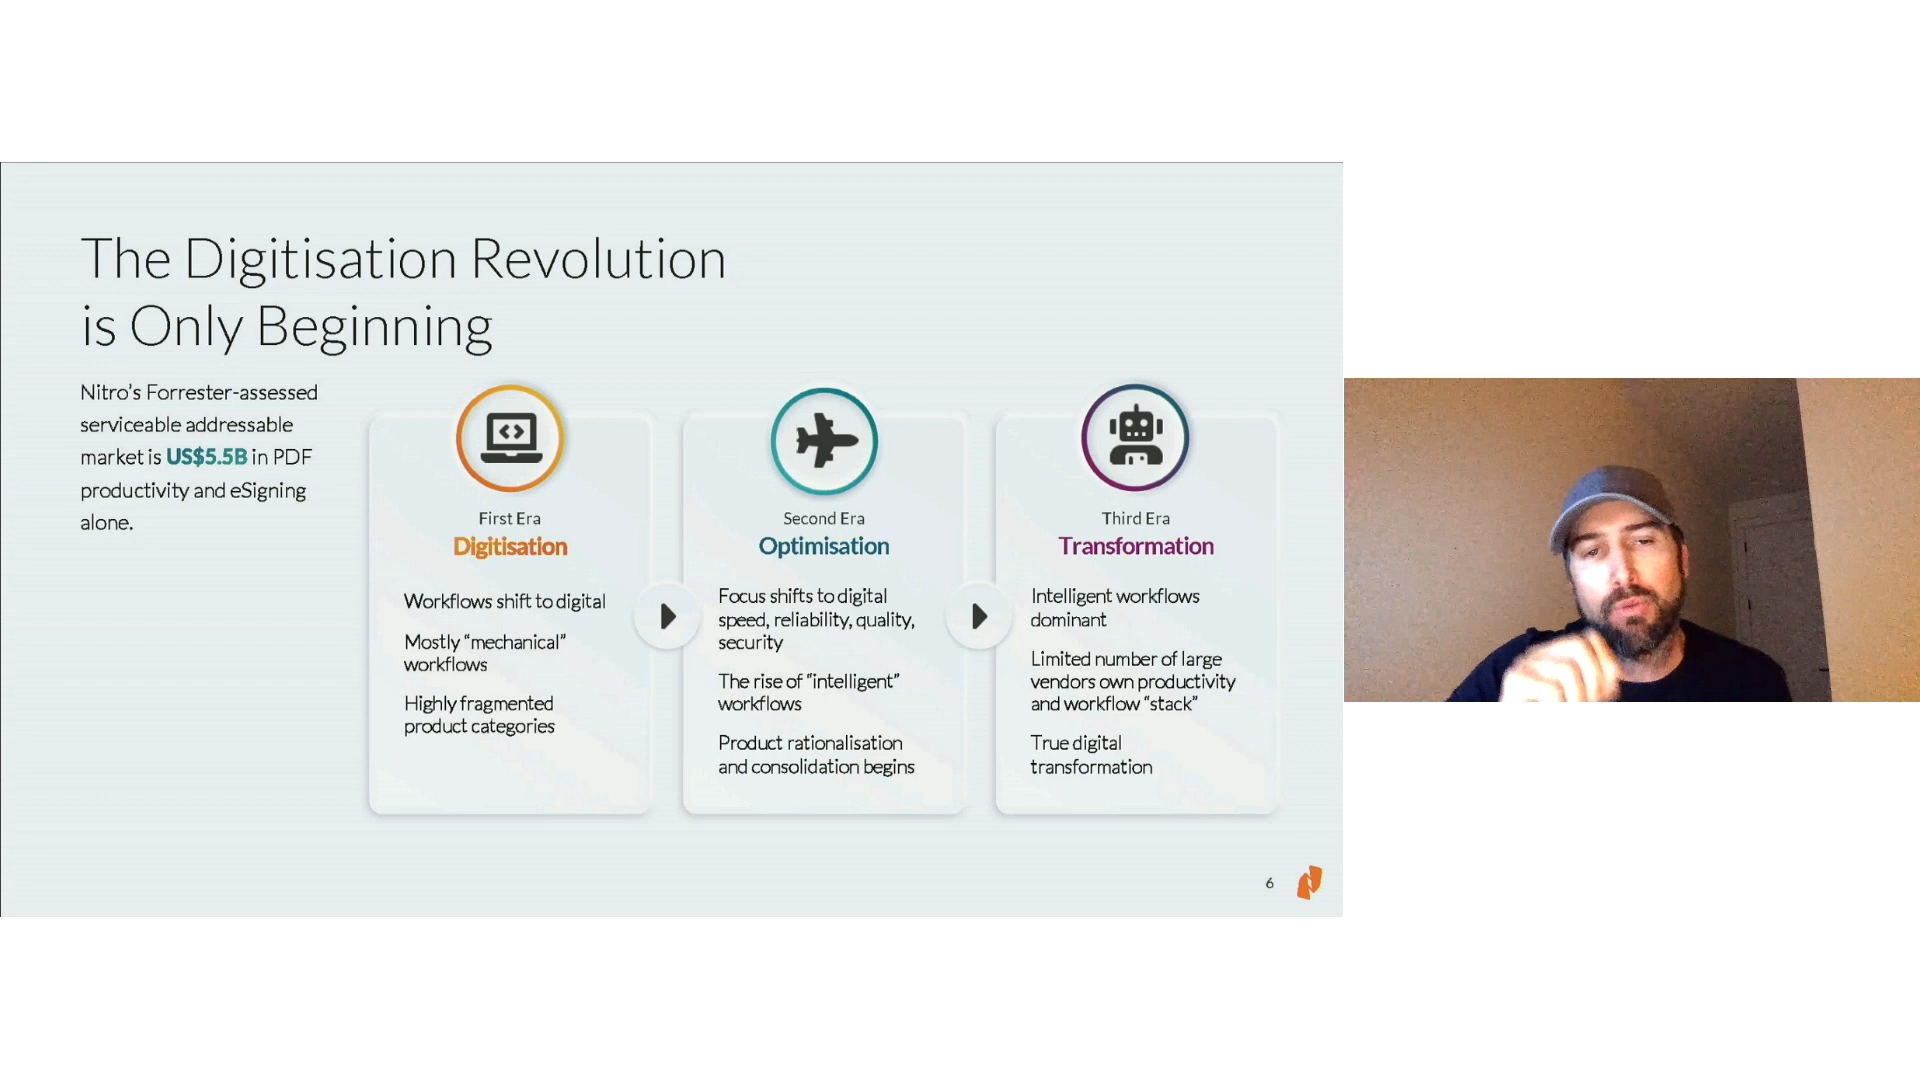 The Digitisation Revolution
is Only Beginning
Nitro's Forrester-assessed
serviceable addressable
market is US$5.5B in PDF
productivity and eSigning
alone.
First Era
Digitisation
Workflows shift to digital
Mostly “mechanical”
workflows
Highly fragmented
product categories
Second Era
Optimisation
Focus shifts to digital
speed, reliability, quality,
security
The rise of “intelligent”
workflows
Product rationalisation
and consolidation begins
Third Era
Transformation
Intelligent workflows
dominant
Limited number of large
vendors own productivity
and workflow “stack”
True digital
transformation
6